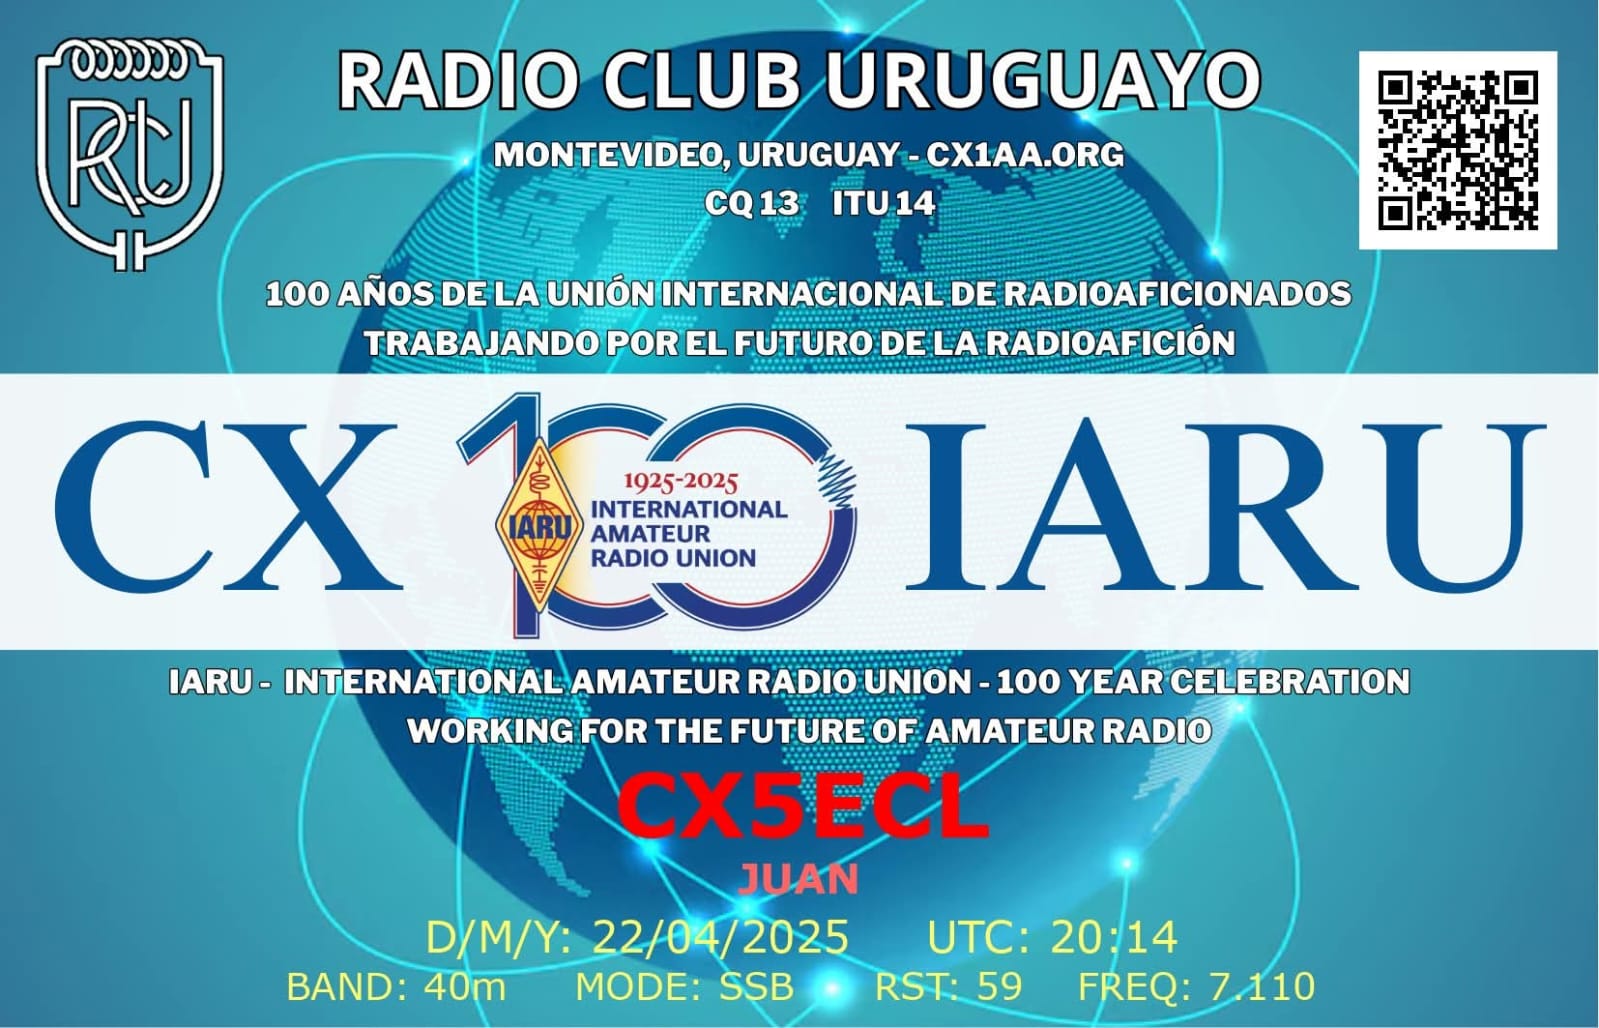 RCU
RADIO CLUB URUGUAYO
MONTEVIDEO, URUGUAY - CX1AA.ORG
CQ 13 ITU 14
100 AÑOS DE LA UNIÓN INTERNACIONAL DE RADIOAFICIONADOS
TRABAJANDO POR EL FUTURO DE LA RADIOAFICIÓN
CX 100 IARU
1925-2025
INTERNATIONAL
AMATEUR
RADIO UNION
IARU
IARU - INTERNATIONAL AMATEUR RADIO UNION - 100 YEAR CELEBRATION
WORKING FOR THE FUTURE OF AMATEUR RADIO
CX5ECL
JUAN
D/M/Y: 22/04/2025 UTC: 20:14
BAND: 40m MODE: SSB RST: 59 FREQ: 7.110